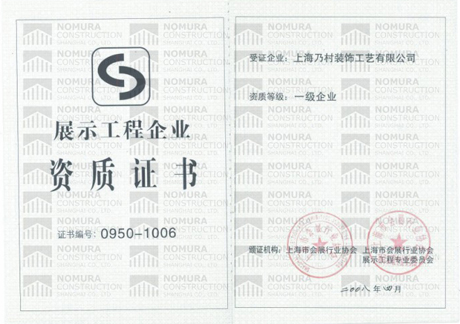 展示工程企业
资质证书
证书编号: 0950-1006
受证企业: 上海乃村装饰工艺有限公司
资质等级: 一级企业
颁证机构: 上海市会展行业协会 上海市会展行业协会
展示工程专业委员会
二00八年四月
NOMURA
CONSTRUCTION